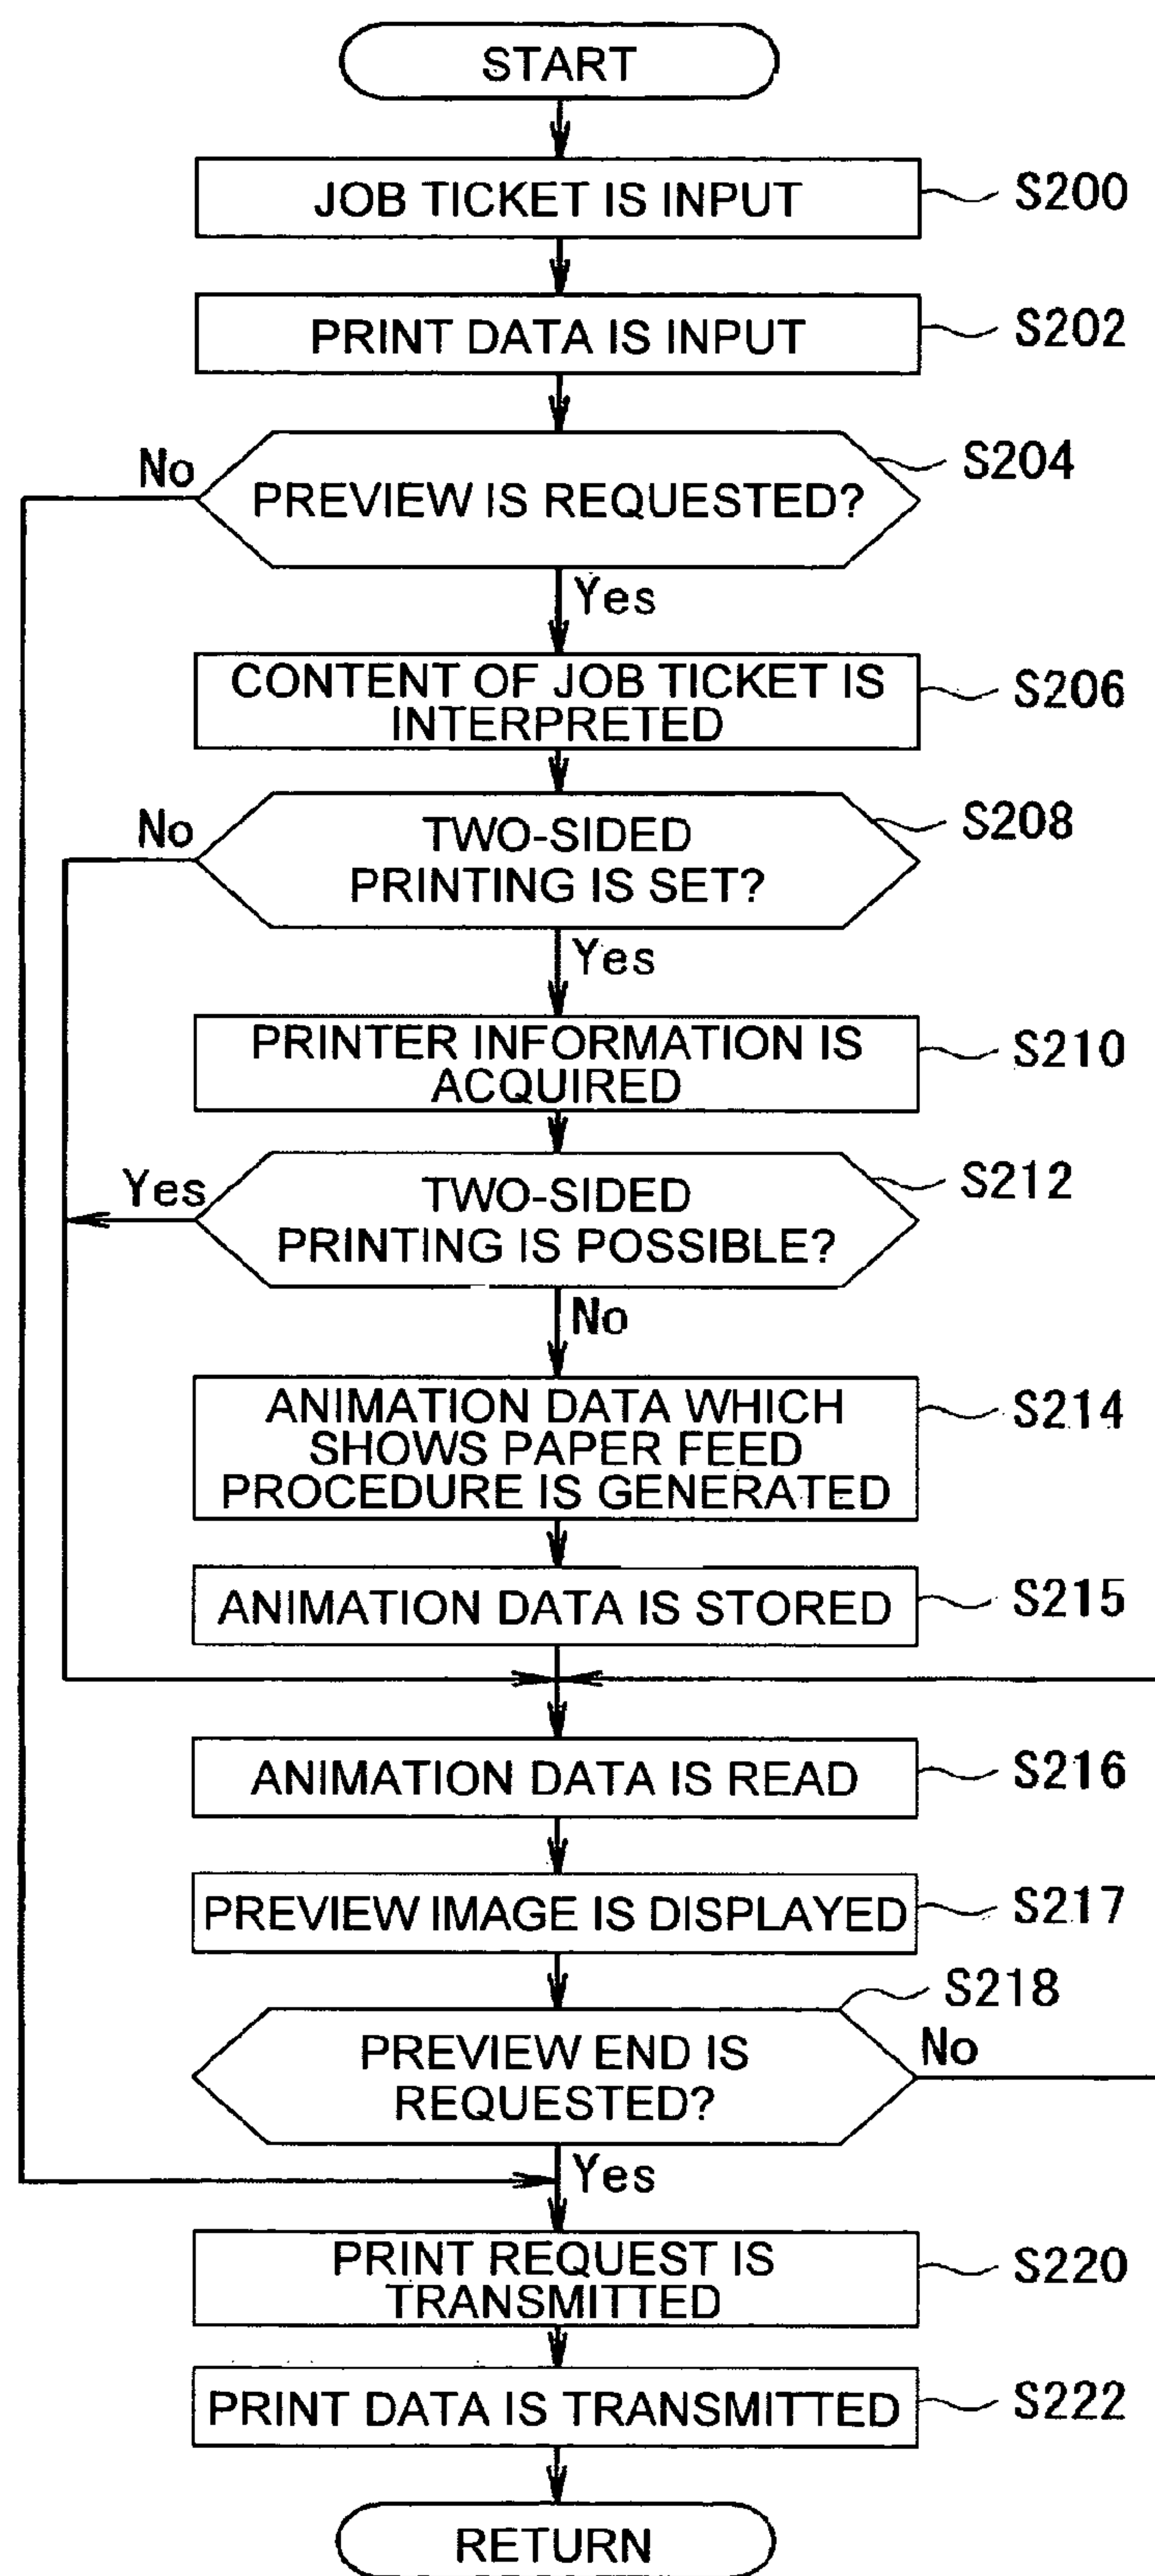 START
JOB TICKET IS INPUT
S200
PRINT DATA IS INPUT
S202
No
S204
PREVIEW IS REQUESTED?
Yes
CONTENT OF JOB TICKET IS
INTERPRETED
S206
No
S208
TWO-SIDED
PRINTING IS SET?
Yes
PRINTER INFORMATION IS
ACQUIRED
S210
Yes
S212
TWO-SIDED
PRINTING IS POSSIBLE?
No
ANIMATION DATA WHICH
SHOWS PAPER FEED
PROCEDURE IS GENERATED
S214
ANIMATION DATA IS STORED
S215
ANIMATION DATA IS READ
S216
PREVIEW IMAGE IS DISPLAYED
S217
S218
PREVIEW END IS
REQUESTED?
No
Yes
PRINT REQUEST IS
TRANSMITTED
S220
PRINT DATA IS TRANSMITTED
S222
RETURN